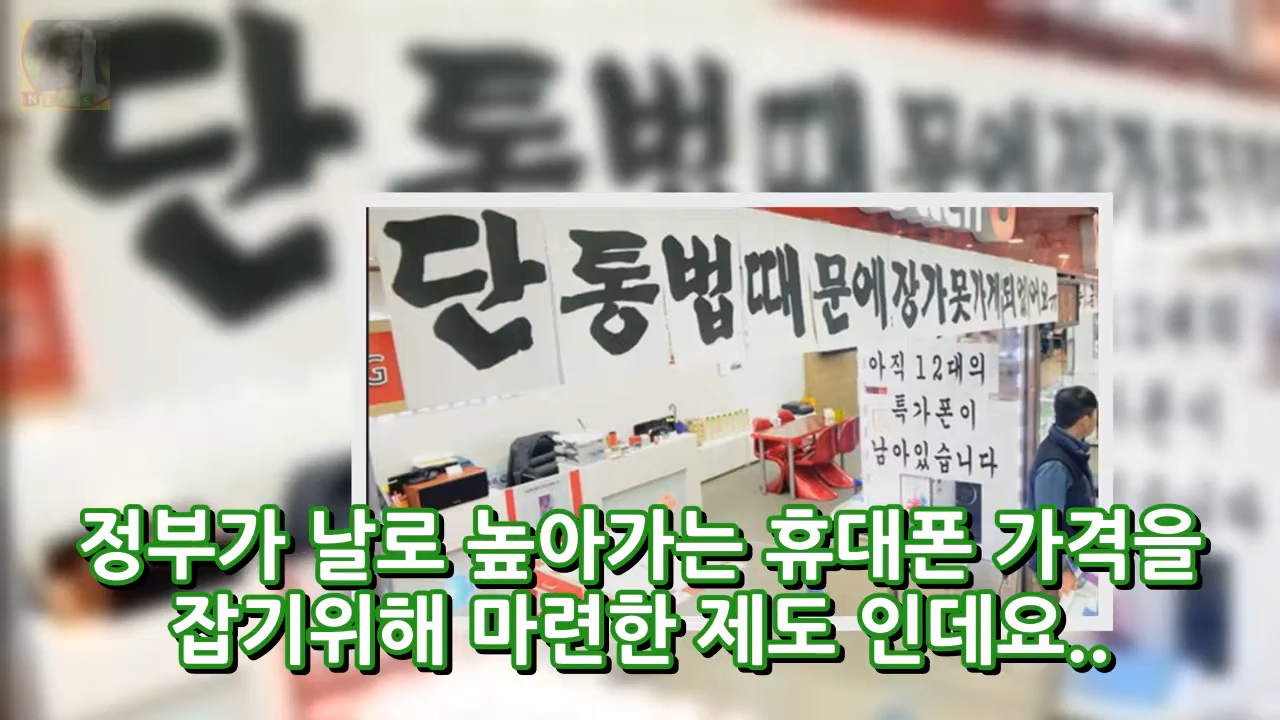 단통법때문에장가못가게되었어요
아직 12대의
특가폰이
남아있습니다
정부가 날로 높아가는 휴대폰 가격을
잡기위해 마련한 제도 인데요..